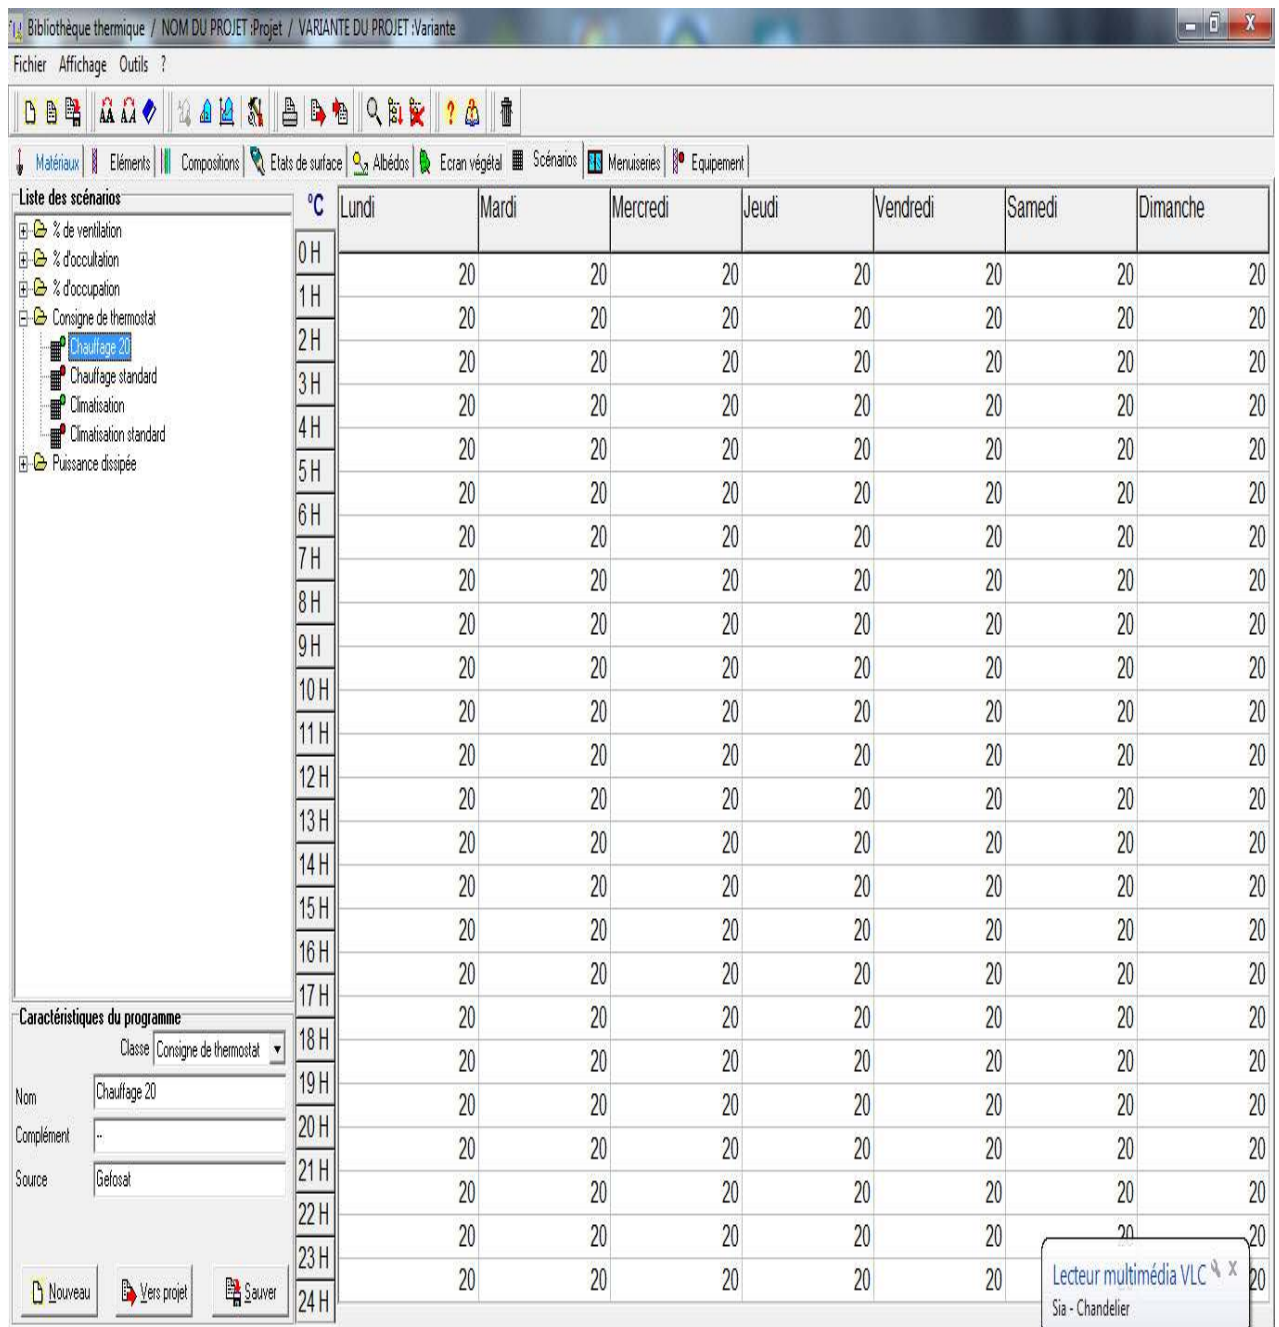 Bibliothèque thermique / NOM DU PROJET :Projet / VARIANTE DU PROJET :Variante
Fichier Affichage Outils ?
Matériaux Eléments Compositions Etats de surface Albédos Ecran végétal Scénarios Menuiseries Equipement
Liste des scénarios
% de ventilation
% d'occultation
% d'occupation
Consigne de thermostat
Chauffage 20
Chauffage standard
Climatisation
Climatisation standard
Puissance dissipée
Caractéristiques du programme
Classe Consigne de thermostat
Nom Chauffage 20
Complément --
Source Gefosat
Nouveau Vers projet Sauver
°C Lundi Mardi Mercredi Jeudi Vendredi Samedi Dimanche
0 H
20 20 20 20 20 20 20
1 H
20 20 20 20 20 20 20
2 H
20 20 20 20 20 20 20
3 H
20 20 20 20 20 20 20
4 H
20 20 20 20 20 20 20
5 H
20 20 20 20 20 20 20
6 H
20 20 20 20 20 20 20
7 H
20 20 20 20 20 20 20
8 H
20 20 20 20 20 20 20
9 H
20 20 20 20 20 20 20
10 H
20 20 20 20 20 20 20
11 H
20 20 20 20 20 20 20
12 H
20 20 20 20 20 20 20
13 H
20 20 20 20 20 20 20
14 H
20 20 20 20 20 20 20
15 H
20 20 20 20 20 20 20
16 H
20 20 20 20 20 20 20
17 H
20 20 20 20 20 20 20
18 H
20 20 20 20 20 20 20
19 H
20 20 20 20 20 20 20
20 H
20 20 20 20 20 20 20
21 H
20 20 20 20 20 20 20
22 H
20 20 20 20 20 20 20
23 H
20 20 20 20 20 20
24 H
Lecteur multimédia VLC
Sia - Chandelier